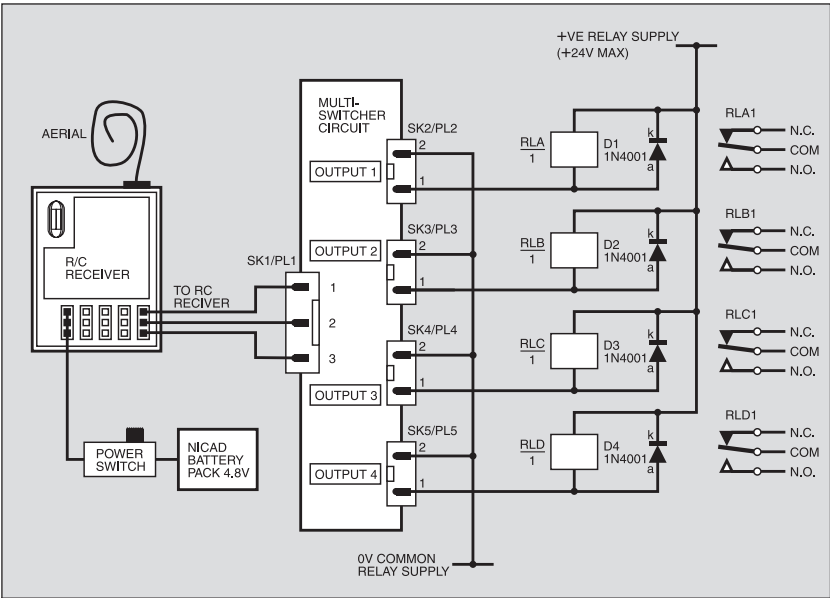 +VE RELAY SUPPLY
(+24V MAX)
AERIAL
MULTI-
SWITCHER
CIRCUIT
SK2/PL2
2
OUTPUT 1
1
RLA
1
D1
1N4001
k
a
RLA1
N.C.
COM
N.O.
R/C
RECEIVER
SK1/PL1
TO RC
RECIVER
1
2
3
OUTPUT 2
SK3/PL3
2
1
RLB
1
D2
1N4001
k
a
RLB1
N.C.
COM
N.O.
SK4/PL4
2
OUTPUT 3
1
RLC
1
D3
1N4001
k
a
RLC1
N.C.
COM
N.O.
POWER
SWITCH
NICAD
BATTERY
PACK 4.8V
SK5/PL5
2
OUTPUT 4
1
RLD
1
D4
1N4001
k
a
RLD1
N.C.
COM
N.O.
0V COMMON
RELAY SUPPLY